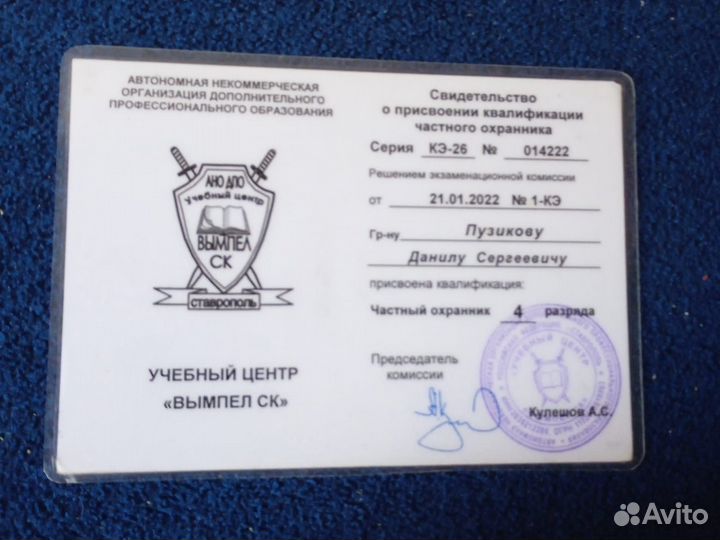 АВТОНОМНАЯ НЕКОММЕРЧЕСКАЯ
ОРГАНИЗАЦИЯ ДОПОЛНИТЕЛЬНОГО
ПРОФЕССИОНАЛЬНОГО ОБРАЗОВАНИЯ
АНО ДПО
Учебный центр
ВЫМПЕЛ
СК
Ставрополь
УЧЕБНЫЙ ЦЕНТР
«ВЫМПЕЛ СК»
Свидетельство
о присвоении квалификации
частного охранника
Серия КЭ-26 № 014222
Решением экзаменационной комиссии
от 21.01.2022 № 1-КЭ
Гр-ну Пузикову
Данилу Сергеевичу
присвоена квалификация:
Частный охранник 4 разряда
Председатель
комиссии
Кулешов А.С.
УЧЕБНЫЙ ЦЕНТР
Avito